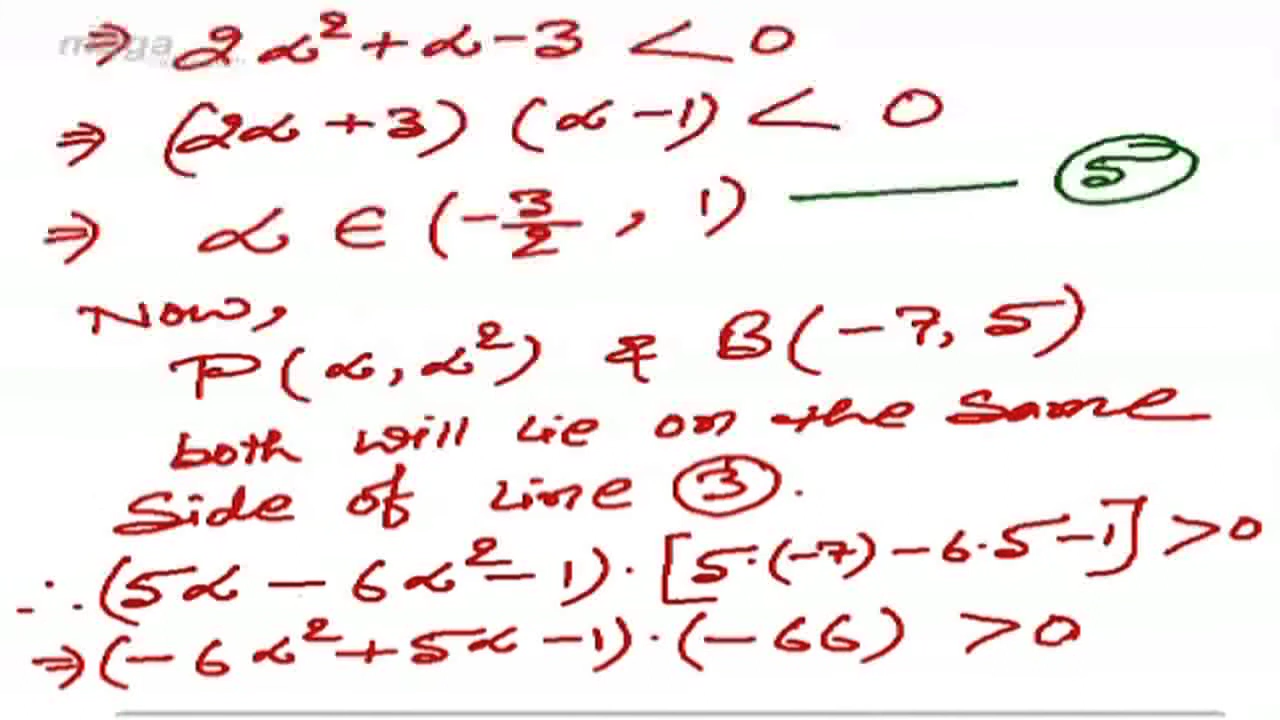 ⇒ 2α² + α - 3 < 0
⇒ (2α + 3) (α - 1) < 0
⇒ α ∈ (-3/2, 1) —— ⑤
Now,
P(α, α²) & B(-7, 5)
both will lie on the same
side of line ③.
∴ (5α - 6α² - 1)·[5·(-7) - 6·5 - 1] > 0
⇒ (-6α² + 5α - 1)·(-66) > 0